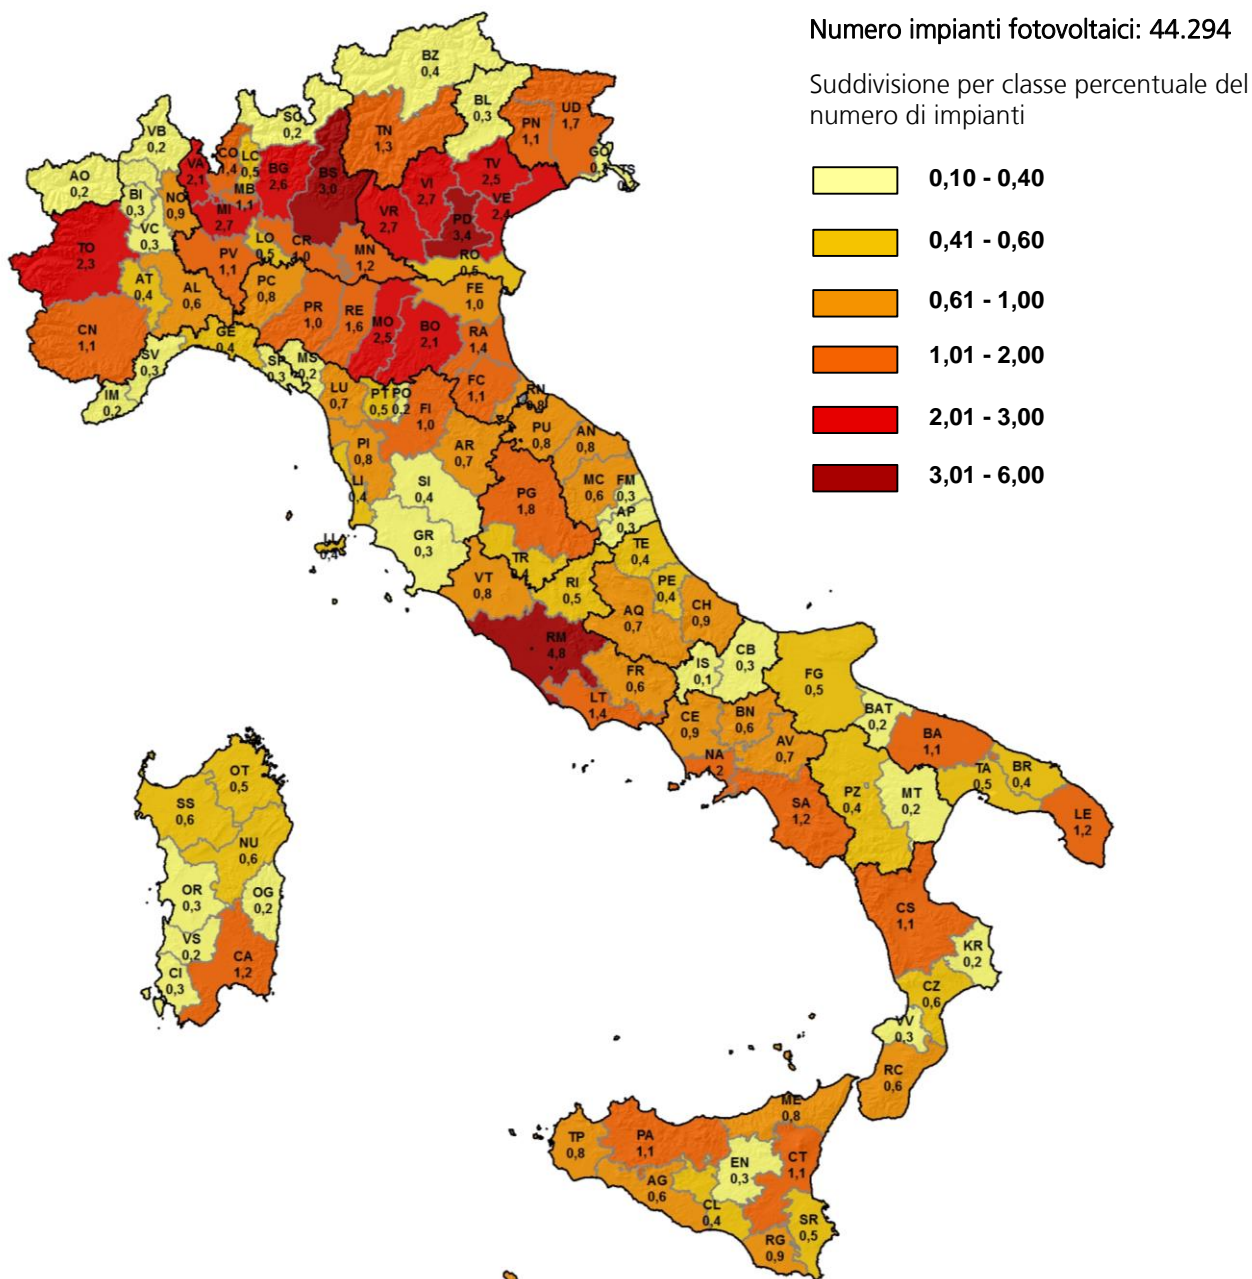 Numero impianti fotovoltaici: 44.294
Suddivisione per classe percentuale del
numero di impianti
0,10 - 0,40
0,41 - 0,60
0,61 - 1,00
1,01 - 2,00
2,01 - 3,00
3,01 - 6,00
BZ
0,4
BL
0,3
UD
1,7
PN
1,1
GO
TS
SO
0,2
TN
1,3
VB
0,2
AO
0,2
VA
2,1
CO
1,4
LC
0,5
BG
2,6
BS
3,0
MB
1,1
MI
2,7
BI
0,3
NO
0,9
VC
0,3
TO
2,3
VI
2,7
TV
2,5
VE
2,4
VR
2,7
PD
3,4
RO
0,5
LO
0,5
CR
1,0
MN
1,2
PV
1,1
AT
0,4
AL
0,6
PC
0,8
CN
1,1
PR
1,0
RE
1,6
MO
2,5
BO
2,1
FE
1,0
RA
1,4
FC
1,1
RN
0,8
GE
0,4
SV
0,3
IM
0,2
SP
0,3
MS
0,2
LU
0,7
PT
0,5
PO
0,2
FI
1,0
PI
0,8
AR
0,7
LI
0,4
SI
0,4
GR
0,3
LI
0,4
PU
0,8
AN
0,8
MC
0,6
FM
0,3
AP
0,3
PG
1,8
TR
0,4
VT
0,8
RI
0,5
RM
4,8
FR
0,6
LT
1,4
TE
0,4
PE
0,4
AQ
0,7
CH
0,9
IS
0,1
CB
0,3
FG
0,5
BAT
0,2
BA
1,1
TA
0,5
BR
0,4
LE
1,2
CE
0,9
BN
0,6
AV
0,7
NA
SA
1,2
PZ
0,4
MT
0,2
CS
1,1
KR
0,2
CZ
0,6
VV
0,3
RC
0,6
OT
0,5
SS
0,6
NU
0,6
OR
0,3
OG
0,2
VS
0,2
CI
0,3
CA
1,2
ME
0,8
TP
0,8
PA
1,1
EN
0,3
CT
1,1
AG
0,6
CL
0,4
SR
0,5
RG
0,9